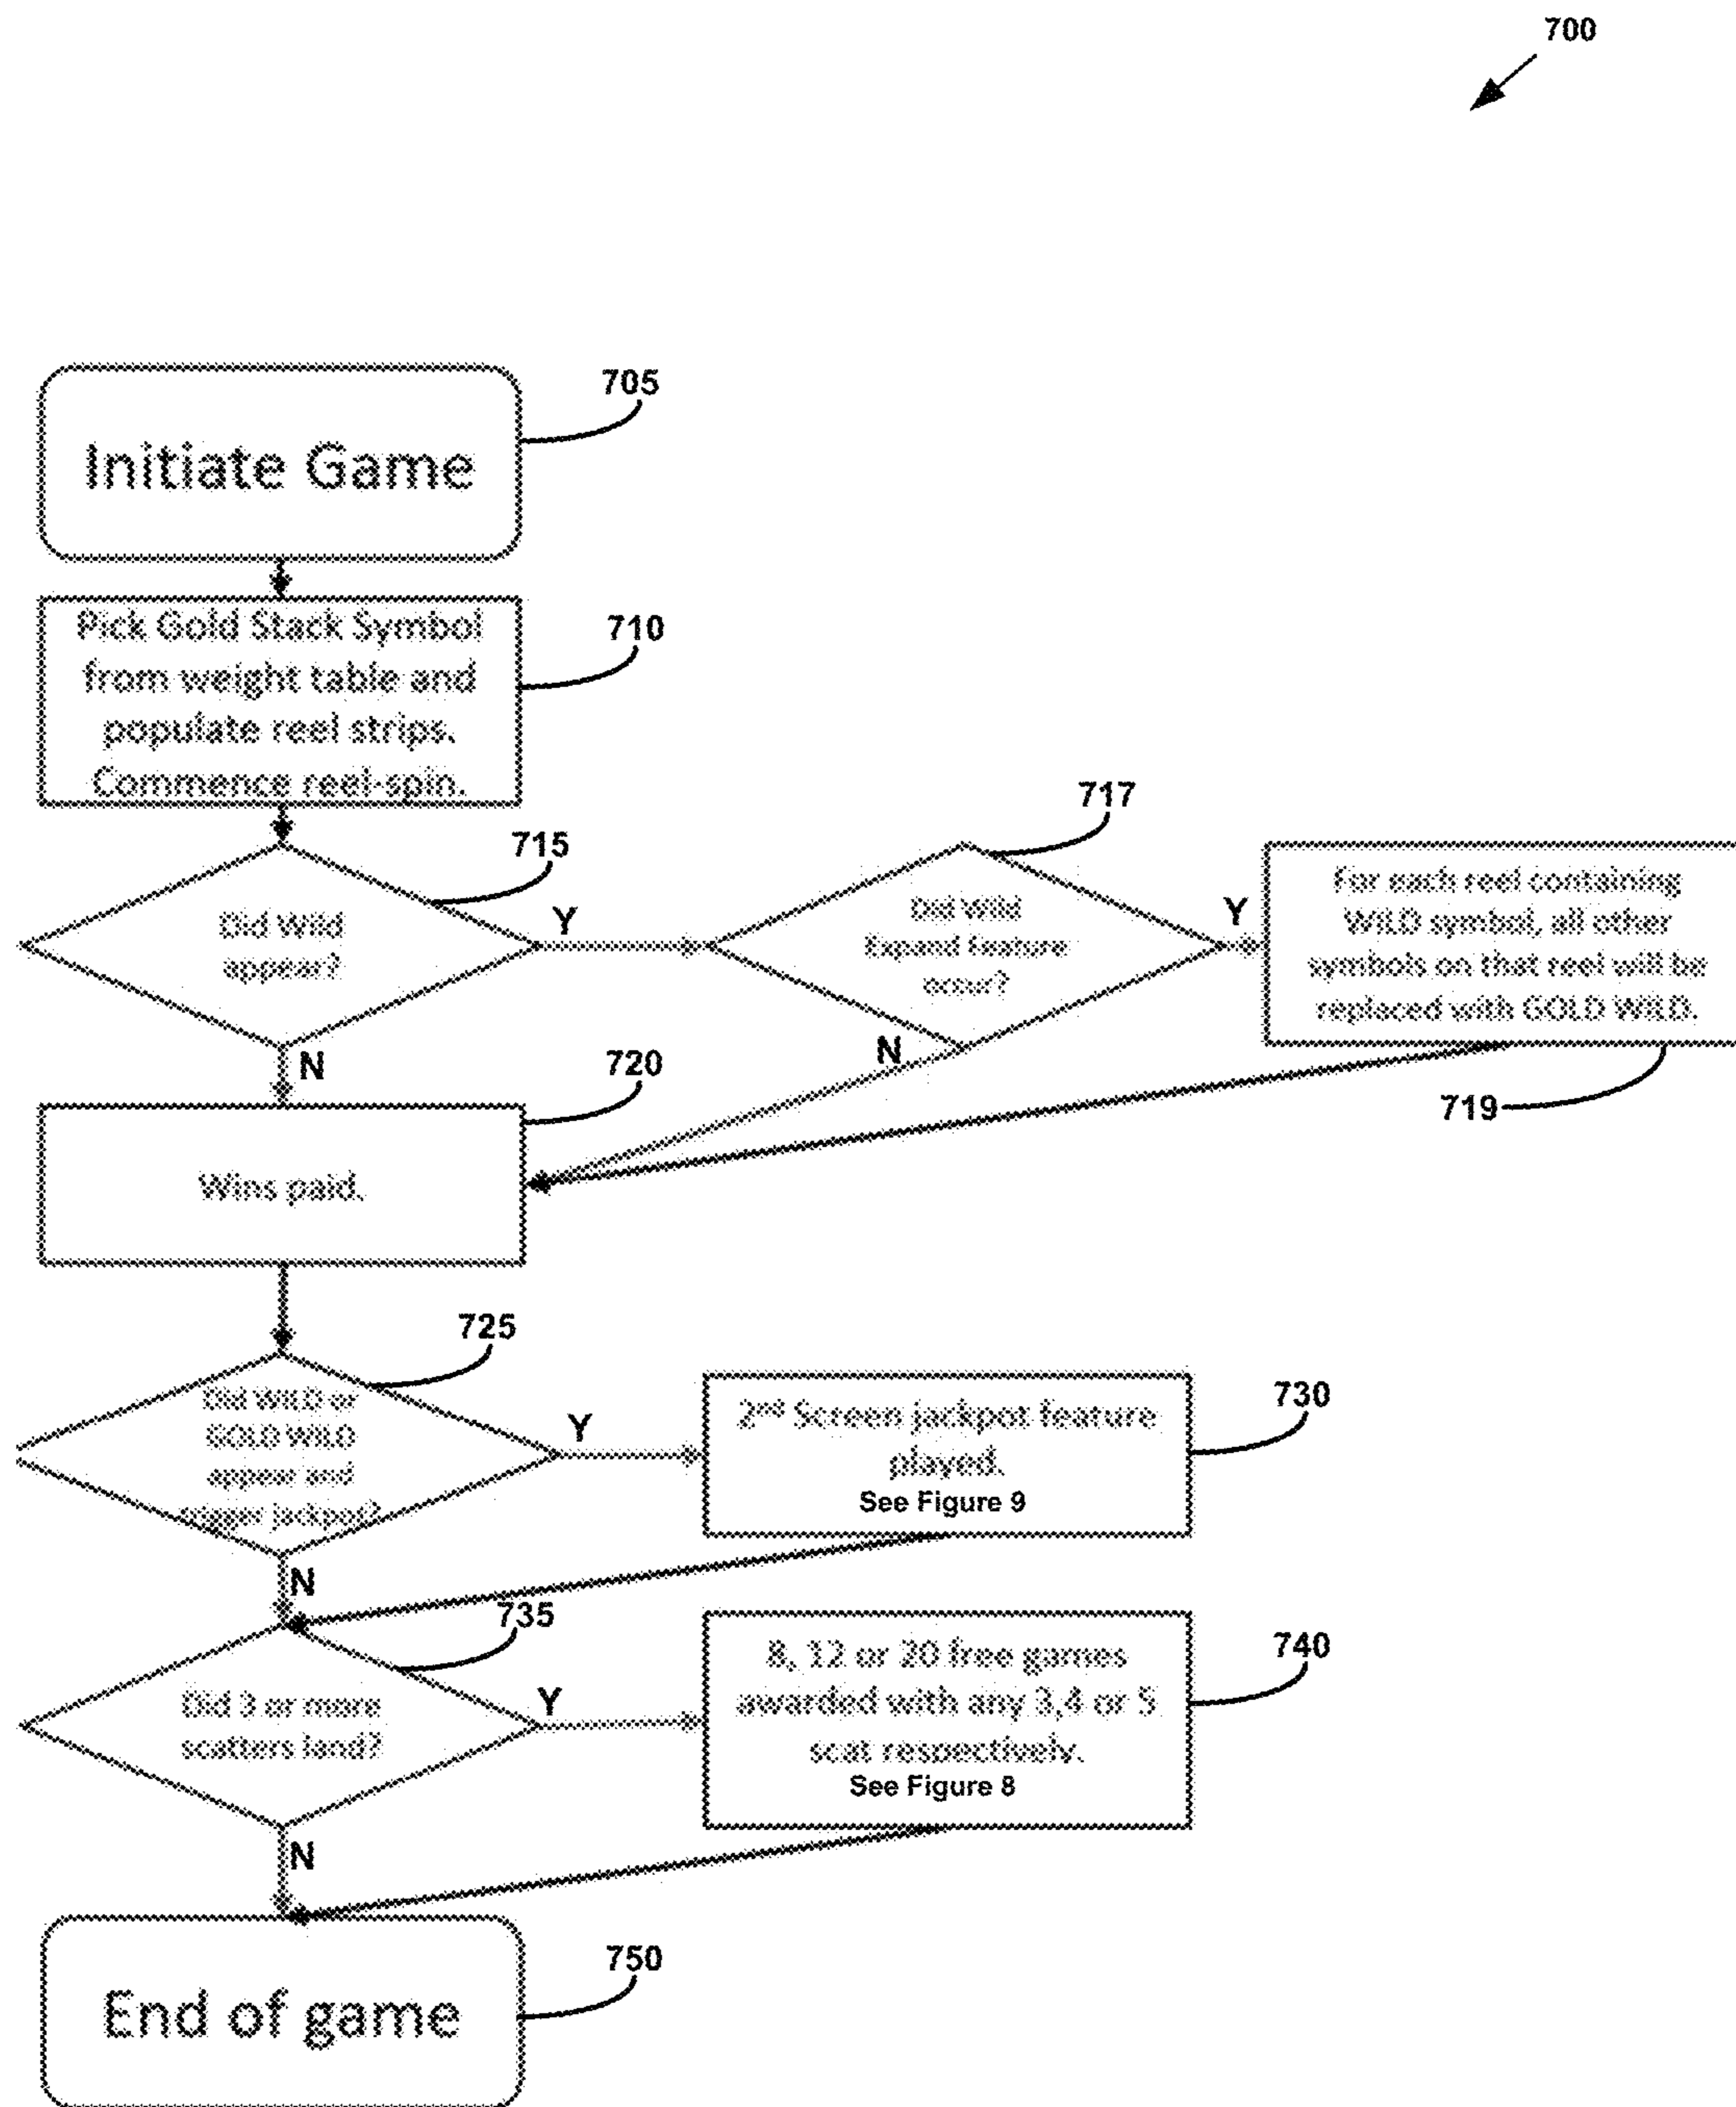 700
705
Initiate Game
710
Pick Gold Stack Symbol
from weight table and
populate reel strips.
Commence reel-spin.
715
Did Wild
appear?
Y
N
717
Did Wild
Expand feature
occur?
Y
N
For each reel containing
WILD symbol, all other
symbols on that reel will be
replaced with GOLD WILD.
719
720
Wins paid.
725
Did WILD or
GOLD WILD
appear and
trigger jackpot?
Y
N
2nd Screen jackpot feature
played.
See Figure 9
730
735
Did 3 or more
scatters land?
Y
N
8, 12 or 20 free games
awarded with any 3,4 or 5
scat respectively.
See Figure 8
740
750
End of game